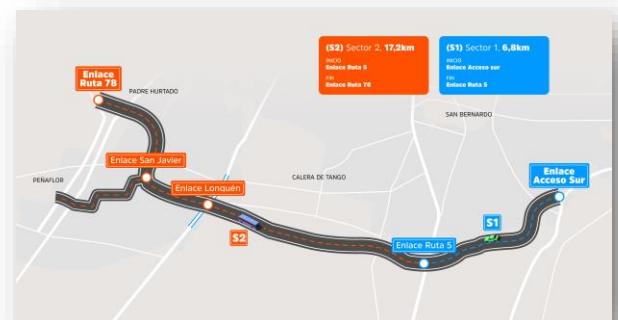 (S2) Sector 2, 17,2km
INICIO
Enlace Ruta 5
FIN
Enlace Ruta 78
(S1) Sector 1, 6,8km
INICIO
Enlace Acceso sur
FIN
Enlace Ruta 5
Enlace
Ruta 78
PADRE HURTADO
SAN BERNARDO
Enlace San Javier
PEÑAFLOR
Enlace Lonquén
CALERA DE TANGO
Enlace
Acceso Sur
S2
S1
Enlace Ruta 5